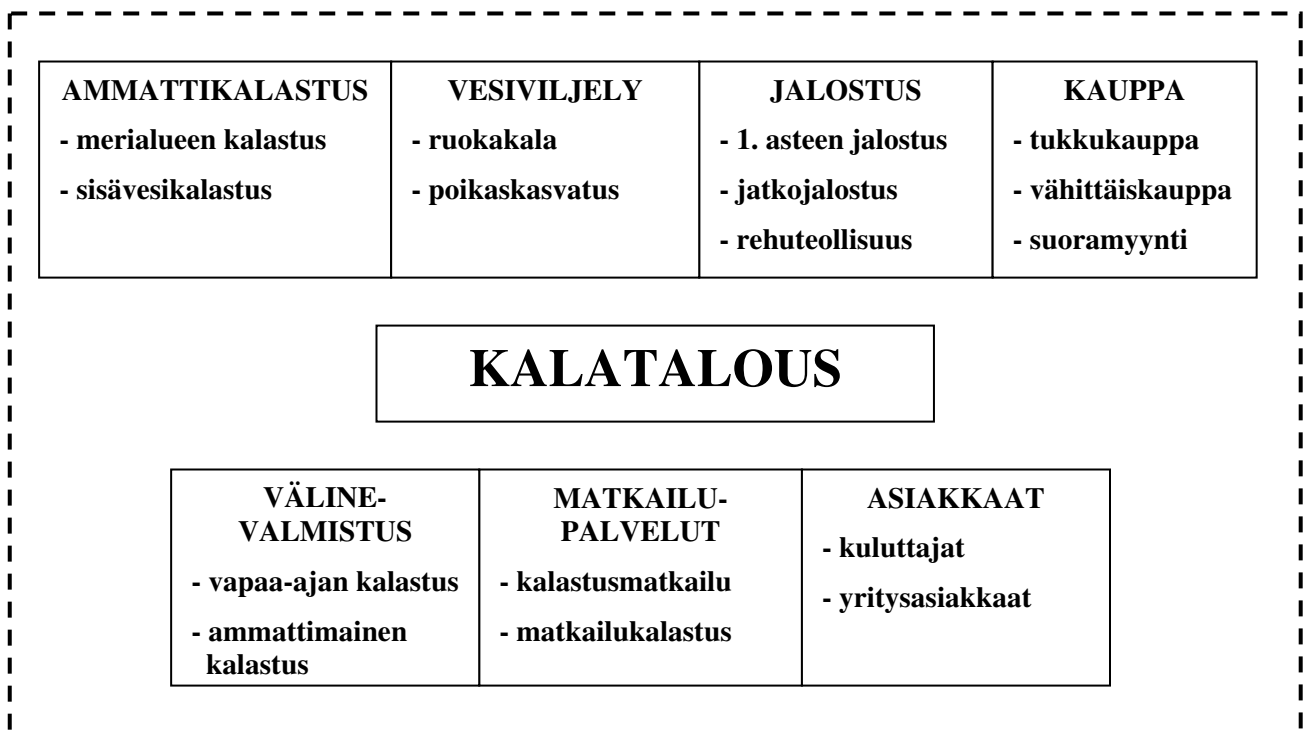 AMMATTIKALASTUS
- merialueen kalastus
- sisävesikalastus
VESIVILJELY
- ruokakala
- poikaskasvatus
JALOSTUS
- 1. asteen jalostus
- jatkojalostus
- rehuteollisuus
KAUPPA
- tukkukauppa
- vähittäiskauppa
- suoramyynti
KALATALOUS
VÄLINE-
VALMISTUS
- vapaa-ajan kalastus
- ammattimainen
kalastus
MATKAILU-
PALVELUT
- kalastusmatkailu
- matkailukalastus
ASIAKKAAT
- kuluttajat
- yritysasiakkaat